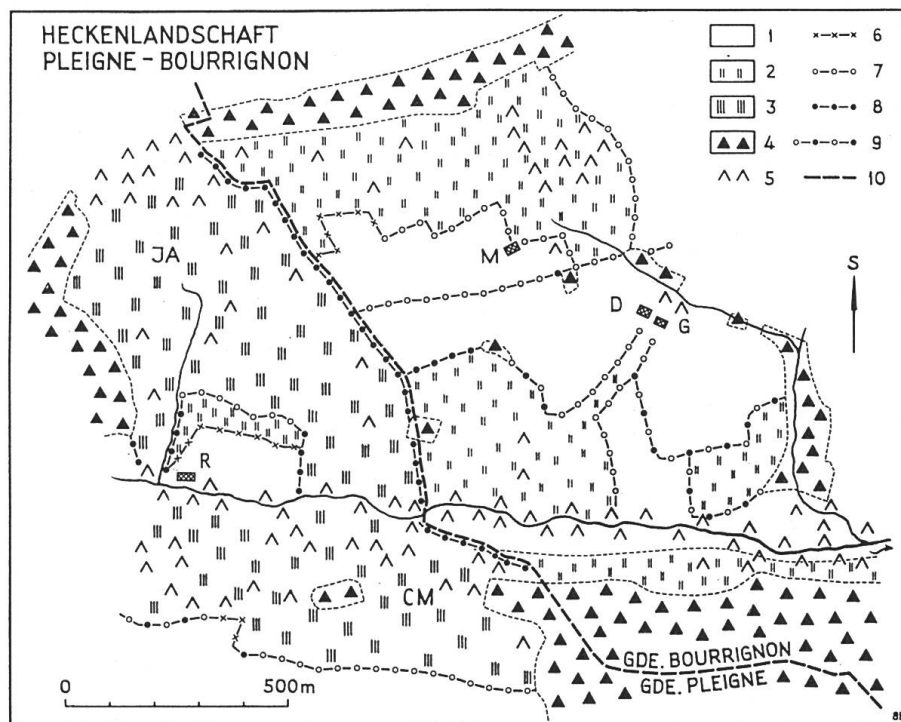 HECKENLANDSCHAFT
PLEIGNE-BOURRIGNON
1
2
3
4
5
6
7
8
9
10
JA
M
D
G
S
R
CM
GDE. BOURRIGNON
GDE. PLEIGNE
0 500m